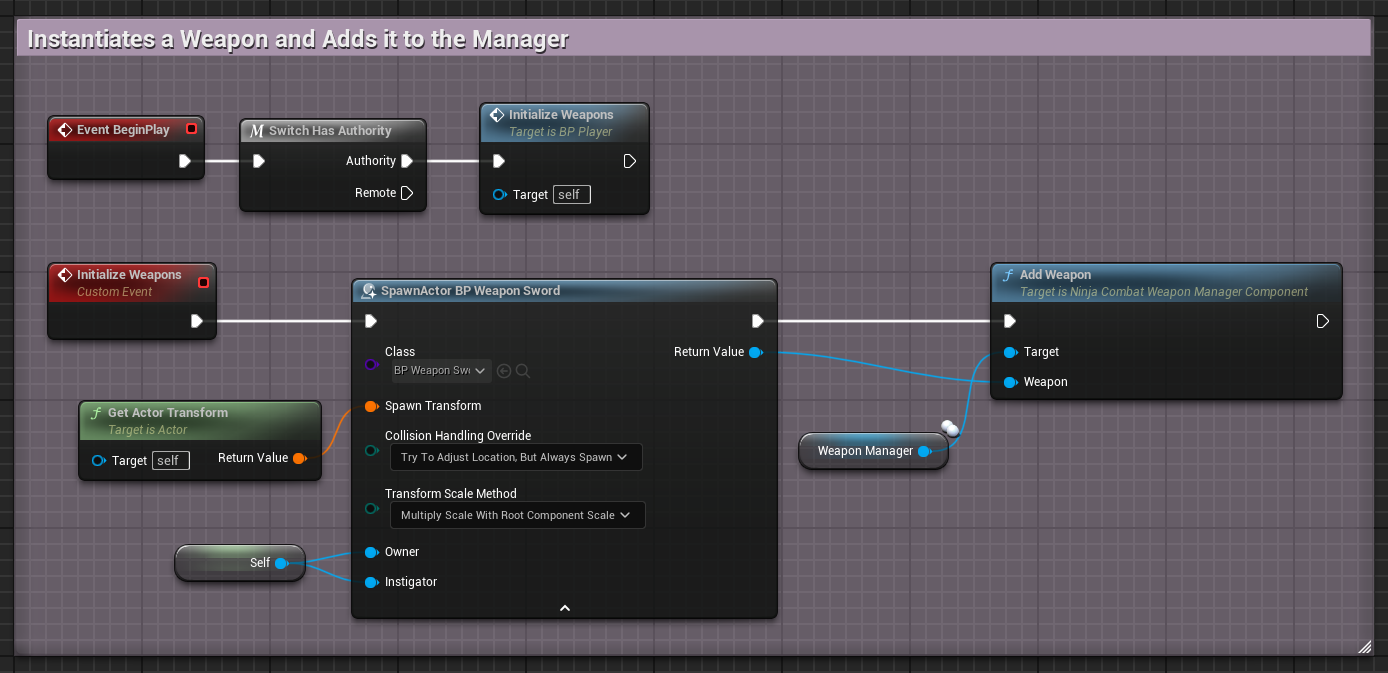 Instantiates a Weapon and Adds it to the Manager
Event BeginPlay
Switch Has Authority
Authority
Remote
Initialize Weapons
Target is BP Player
Target self
Initialize Weapons
Custom Event
SpawnActor BP Weapon Sword
Class
BP Weapon Swo
Return Value
Spawn Transform
Collision Handling Override
Try To Adjust Location, But Always Spawn
Transform Scale Method
Multiply Scale With Root Component Scale
Owner
Instigator
Get Actor Transform
Target is Actor
Target self
Return Value
Self
Add Weapon
Target is Ninja Combat Weapon Manager Component
Target
Weapon
Weapon Manager